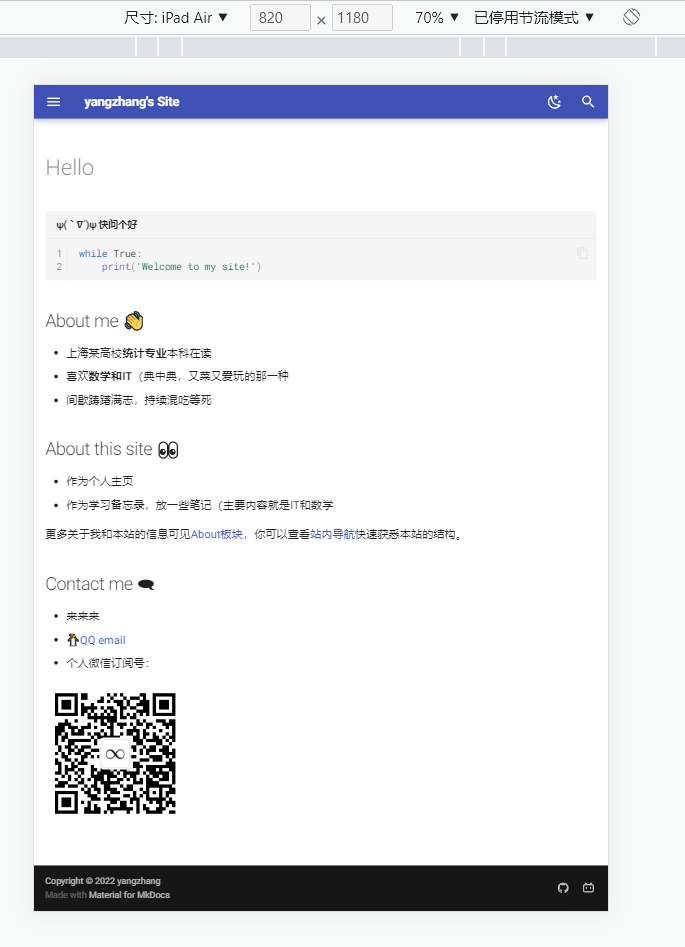 尺寸: iPad Air ▼ 820 × 1180 70% ▼ 已停用节流模式 ▼
yangzhang's Site
Hello
ψ(｀∇´)ψ 快问个好
1 while True:
2     print('Welcome to my site!')
About me 👏
上海某高校统计专业本科在读
喜欢数学和IT（典中典，又菜又爱玩的那一种
间歇踌躇满志，持续混吃等死
About this site 👀
作为个人主页
作为学习备忘录，放一些笔记（主要内容就是IT和数学
更多关于我和本站的信息可见About板块，你可以查看站内导航快速获悉本站的结构。
Contact me 🗨
来来来
🐧QQ email
个人微信订阅号：
Copyright © 2022 yangzhang
Made with Material for MkDocs